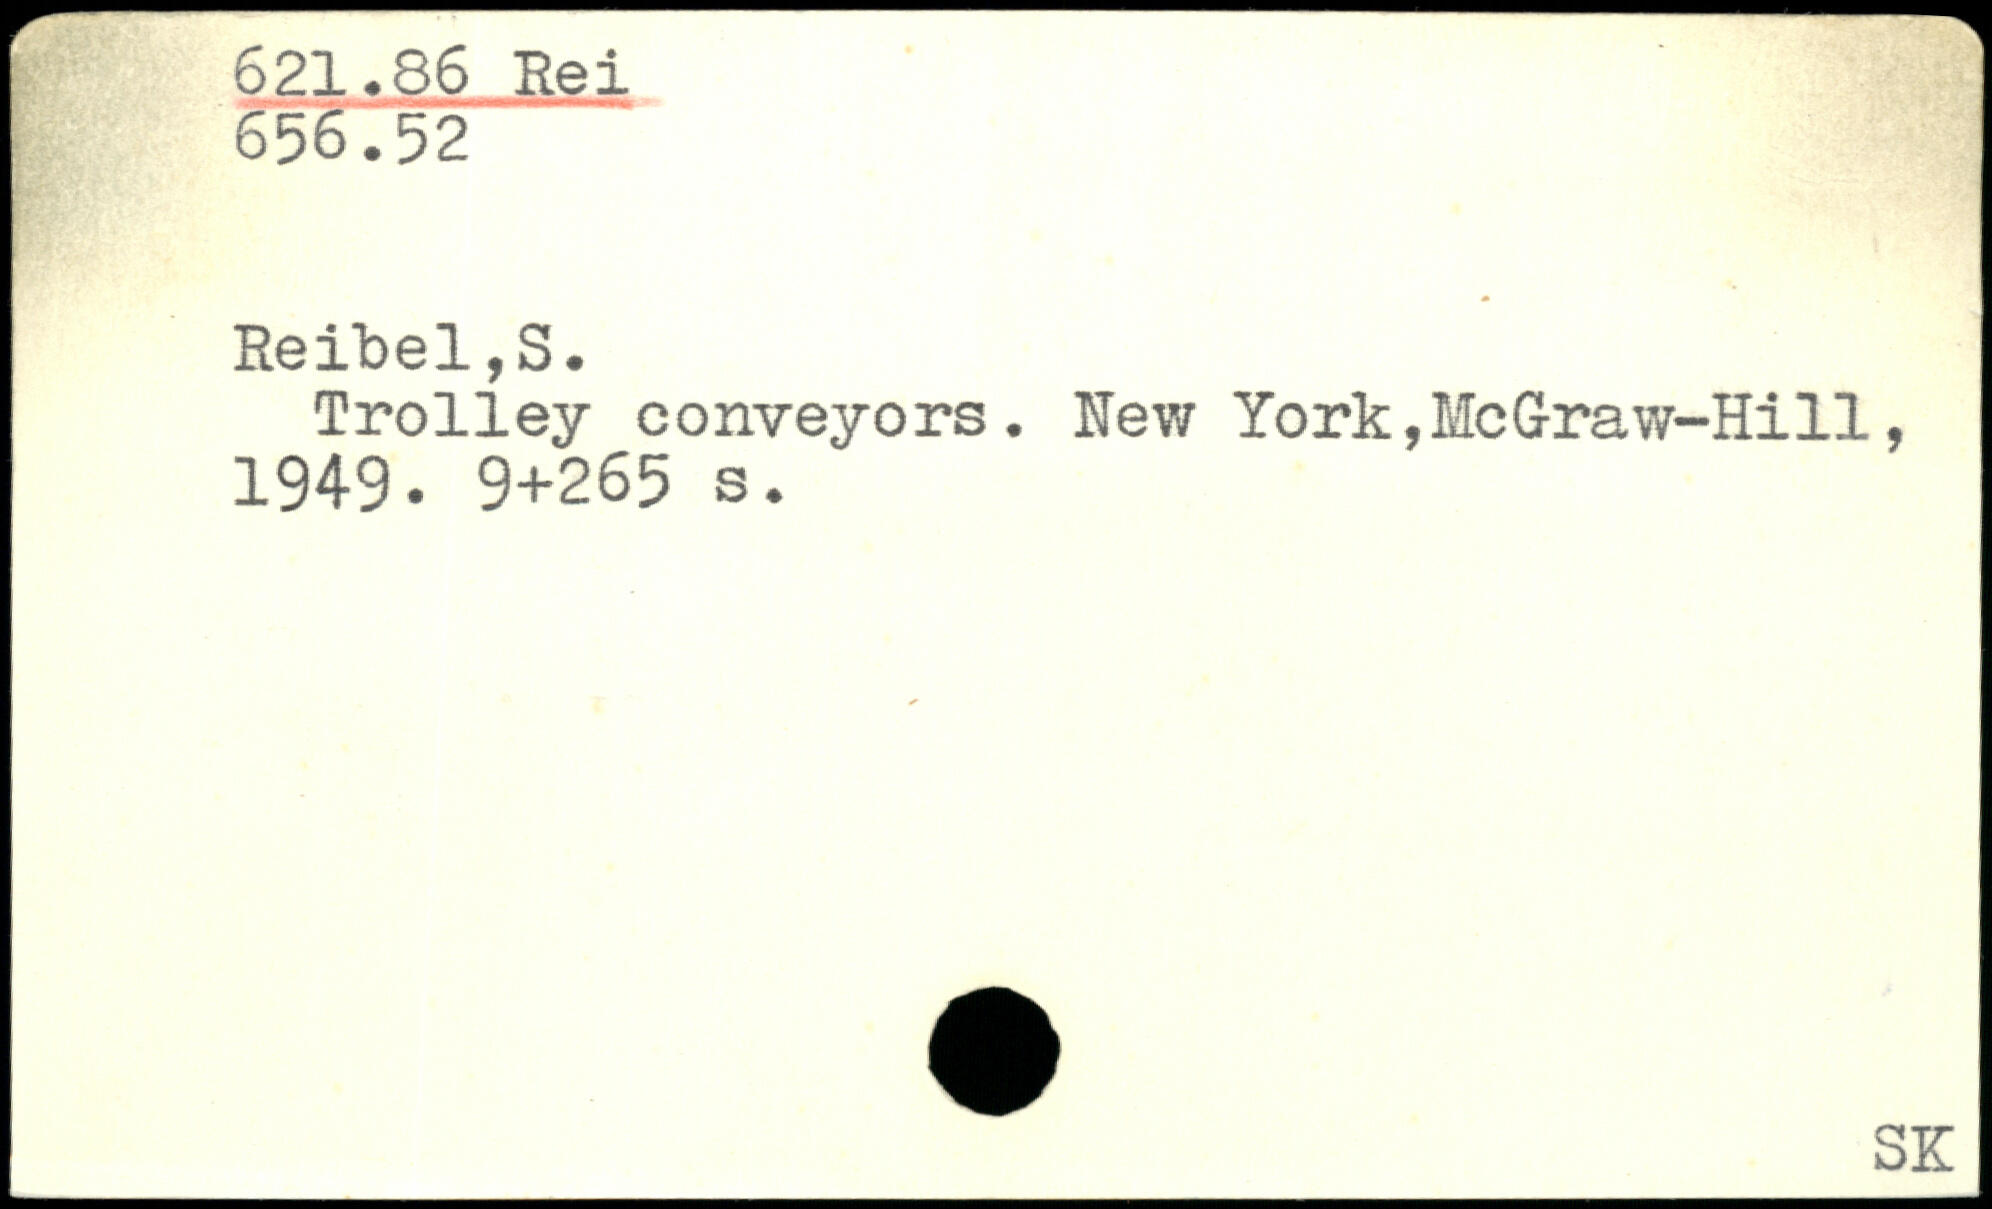 621.86 Rei
656.52
Reibel,S.
Trolley conveyors. New York,McGraw-Hill,
1949. 9+265 s.
SK